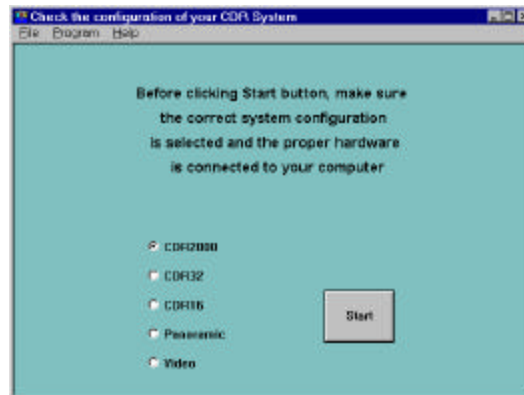 Check the configuration of your CDR System
File Program Help
Before clicking Start button, make sure
the correct system configuration
is selected and the proper hardware
is connected to your computer
CDR2000
CDR32
CDR16
Panoramic
Video
Start